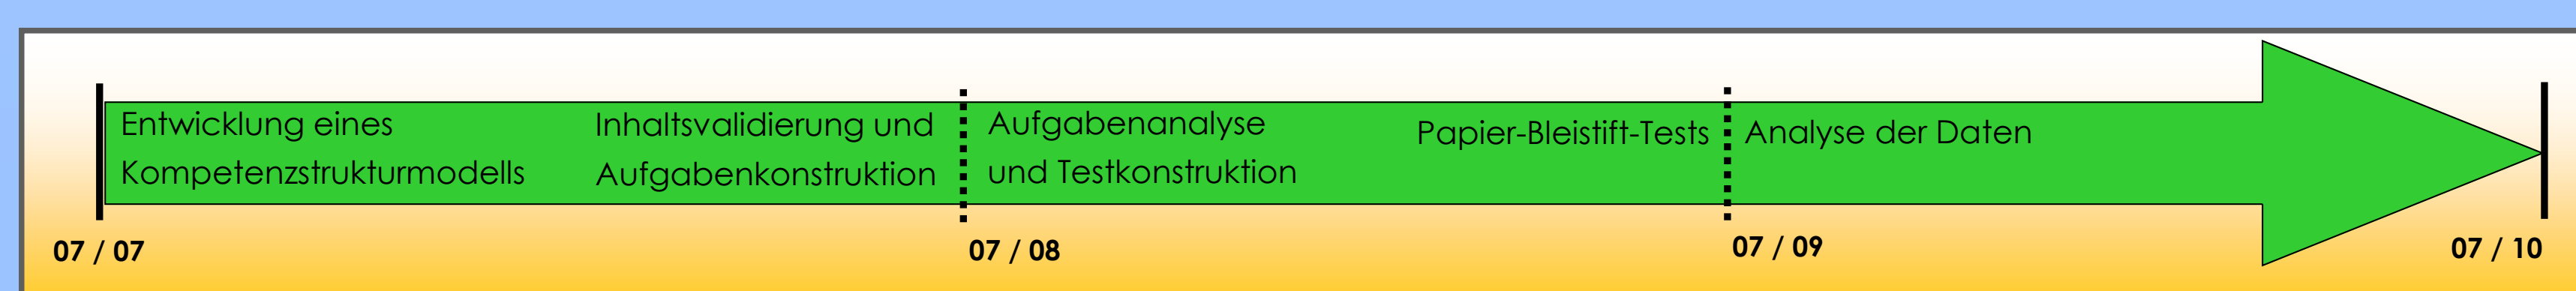 Entwicklung eines
Kompetenzstrukturmodells
Inhaltsvalidierung und
Aufgabenkonstruktion
Aufgabenanalyse
und Testkonstruktion
Papier-Bleistift-Tests
Analyse der Daten
07 / 07
07 / 08
07 / 09
07 / 10